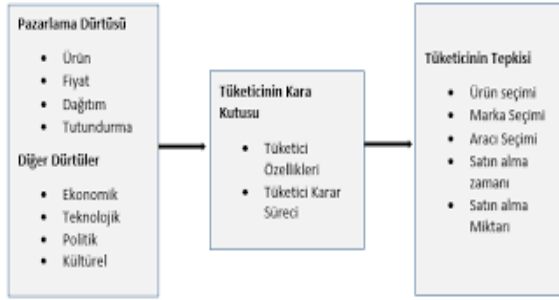 Pazarlama Dürtüsü
• Ürün
• Fiyat
• Dağıtım
• Tutundurma
Diğer Dürtüler
• Ekonomik
• Teknolojik
• Politik
• Kültürel
Tüketicinin Kara
Kutusu
• Tüketici
Özellikleri
• Tüketici Karar
Süreci
Tüketicinin Tepkisi
• Ürün seçimi
• Marka Seçimi
• Aracı Seçimi
• Satın alma
zamanı
• Satın alma
Miktarı